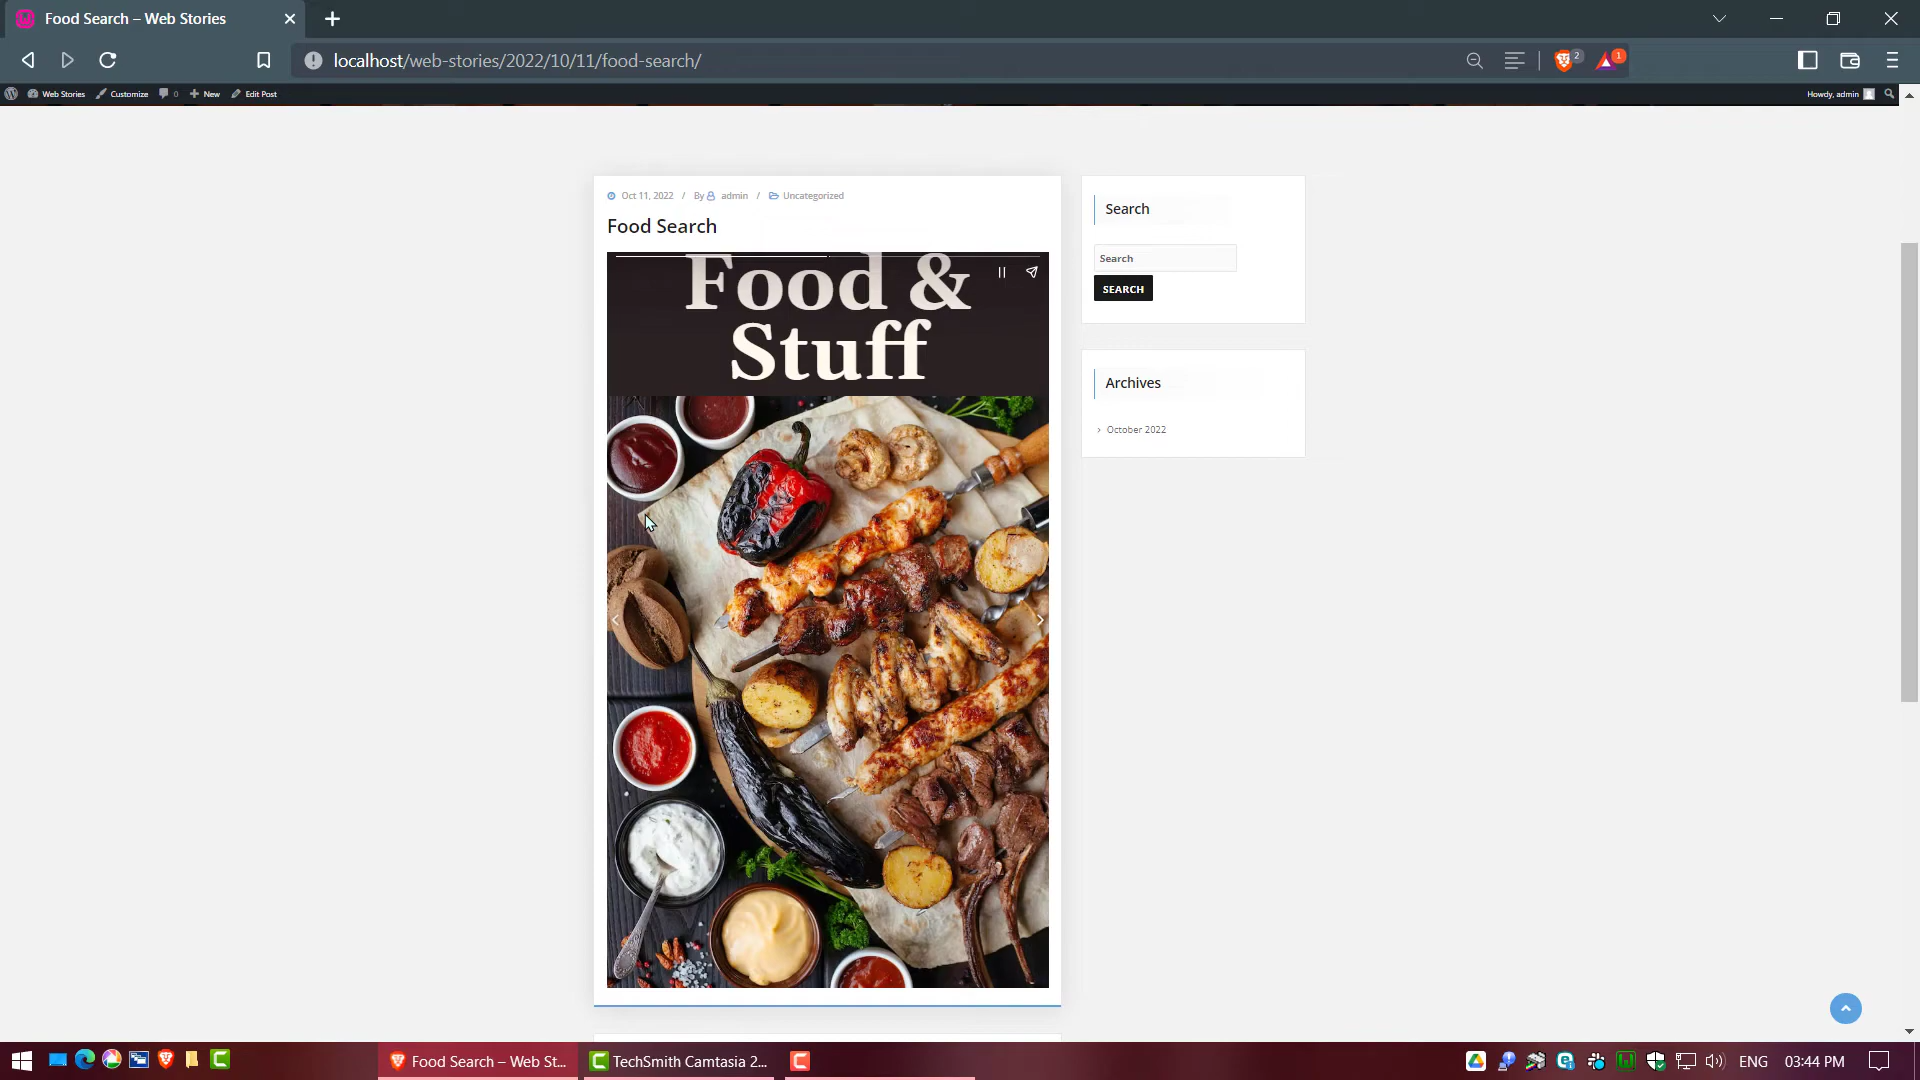 Food Search – Web Stories
localhost/web-stories/2022/10/11/food-search/
2
1
Web Stories
Customize
0
New
Edit Post
Howdy, admin
Oct 11, 2022 / By admin / Uncategorized
Food Search
Food &
Stuff
Search
Search
SEARCH
Archives
October 2022
Food Search – Web St...
TechSmith Camtasia 2...
ENG
03:44 PM